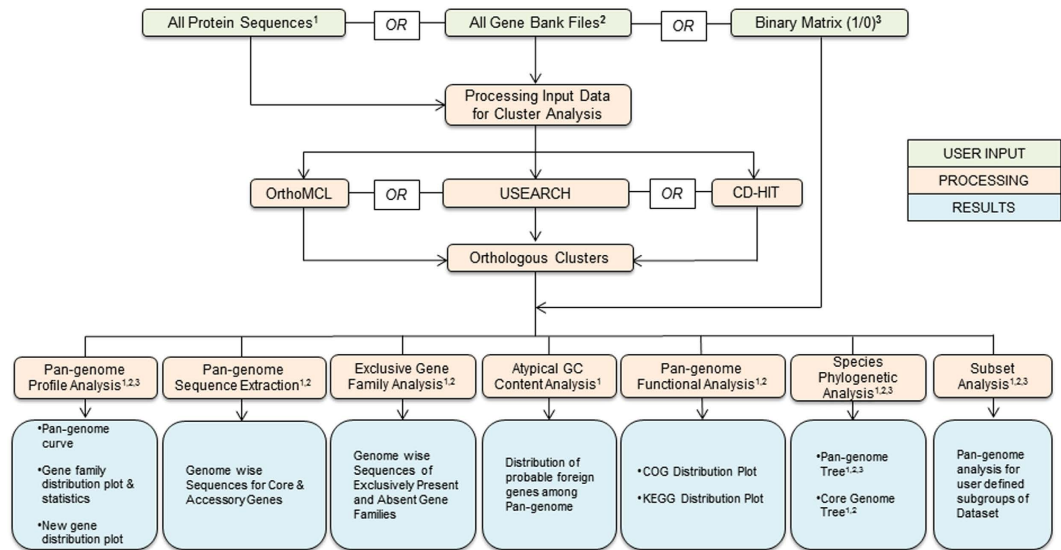 All Protein Sequences¹
OR
All Gene Bank Files²
OR
Binary Matrix (1/0)³
Processing Input Data
for Cluster Analysis
USER INPUT
PROCESSING
RESULTS
OrthoMCL
OR
USEARCH
OR
CD-HIT
Orthologous Clusters
Pan-genome
Profile Analysis¹,²,³
Pan-genome
Sequence Extraction¹,²
Exclusive Gene
Family Analysis¹,²
Atypical GC
Content Analysis¹
Pan-genome
Functional Analysis¹,²
Species
Phylogenetic
Analysis¹,²,³
Subset
Analysis¹,²,³
•Pan-genome
curve
•Gene family
distribution plot &
statistics
•New gene
distribution plot
Genome wise
Sequences for Core &
Accessory Genes
Genome wise
Sequences of
Exclusively Present
and Absent Gene
Families
Distribution of
probable foreign
genes among
Pan-genome
•COG Distribution Plot
•KEGG Distribution Plot
•Pan-genome
Tree¹,²,³
•Core Genome
Tree¹,²
Pan-genome
analysis for
user defined
subgroups of
Dataset